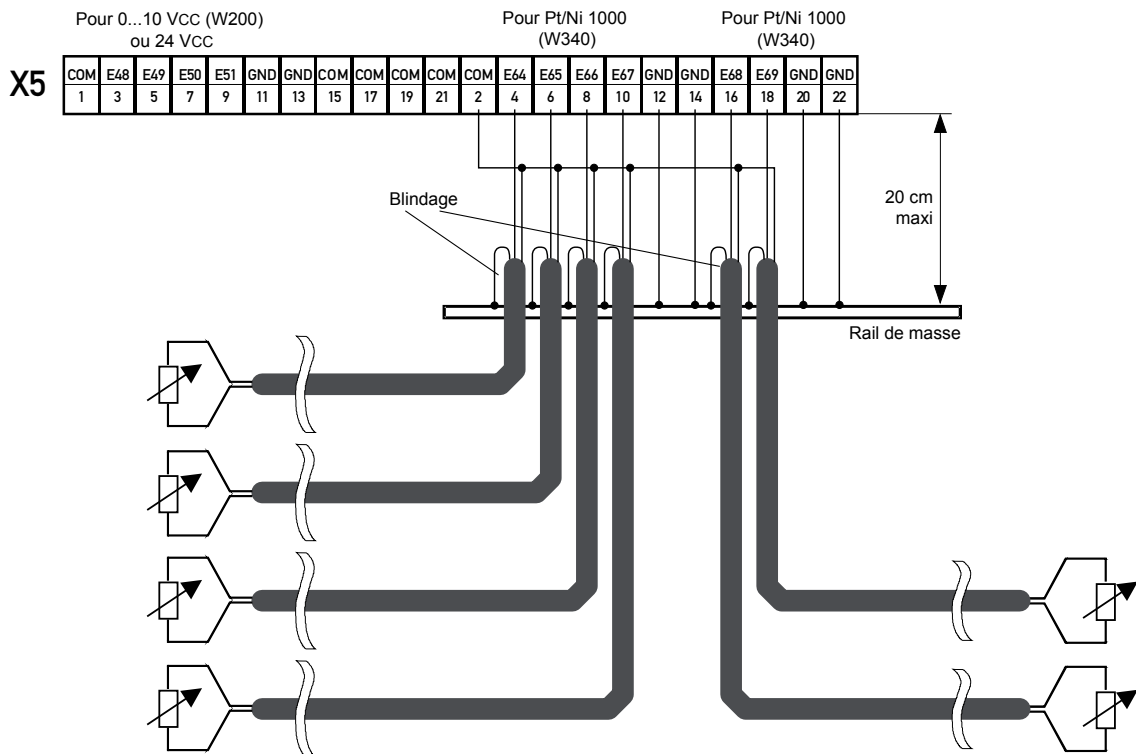 Pour 0...10 VCC (W200)
ou 24 VCC
Pour Pt/Ni 1000
(W340)
Pour Pt/Ni 1000
(W340)
X5
COM E48 E49 E50 E51 GND GND COM COM COM COM COM E64 E65 E66 E67 GND GND E68 E69 GND GND
1 3 5 7 9 11 13 15 17 19 21 2 4 6 8 10 12 14 16 18 20 22
Blindage
20 cm
maxi
Rail de masse